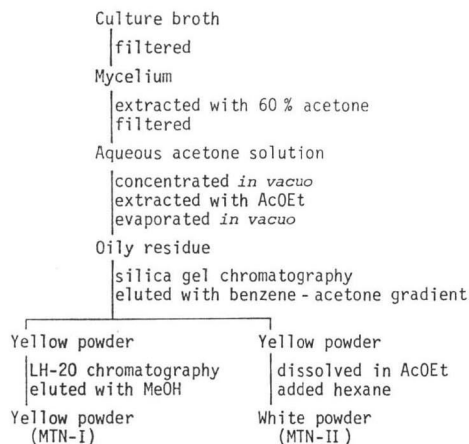 Culture broth
filtered
Mycelium
extracted with 60 % acetone
filtered
Aqueous acetone solution
concentrated in vacuo
extracted with AcOEt
evaporated in vacuo
Oily residue
silica gel chromatography
eluted with benzene - acetone gradient
Yellow powder Yellow powder
LH-20 chromatography dissolved in AcOEt
eluted with MeOH added hexane
Yellow powder White powder
(MTN-I) (MTN-II)